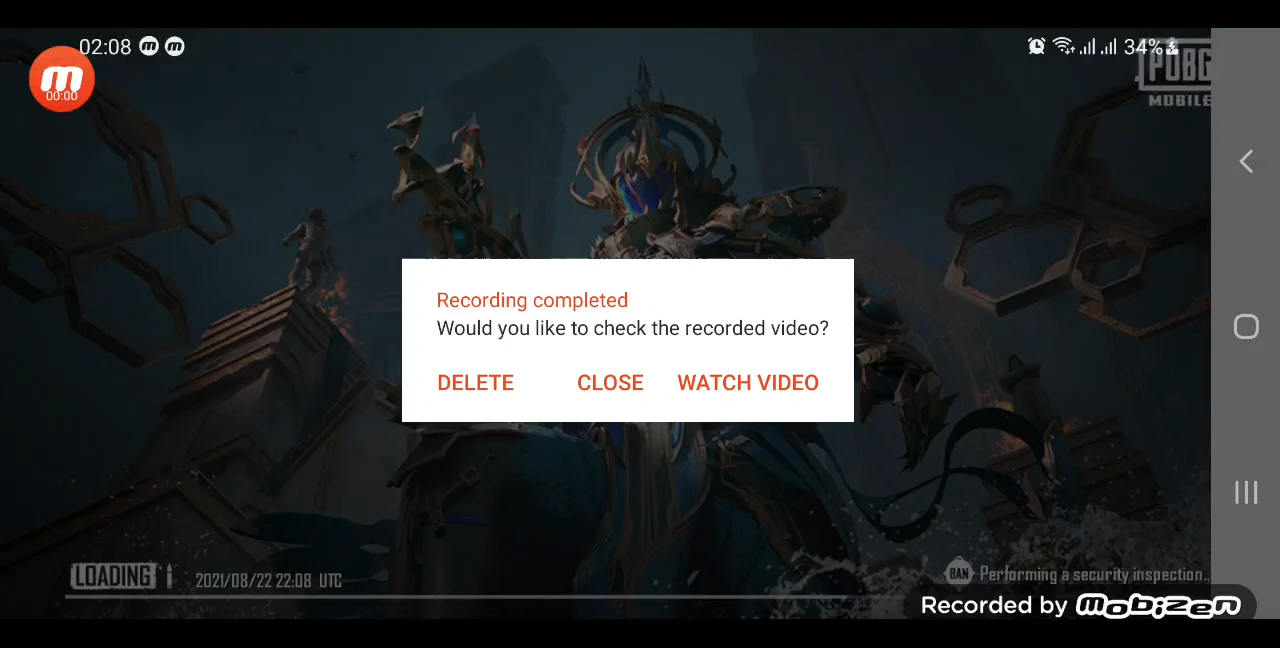 02:08
34%
00:00
PUBG
MOBILE
Recording completed
Would you like to check the recorded video?
DELETE CLOSE WATCH VIDEO
LOADING 2021/08/22 22:08 UTC
BAN Performing a security inspection..
Recorded by mobizen